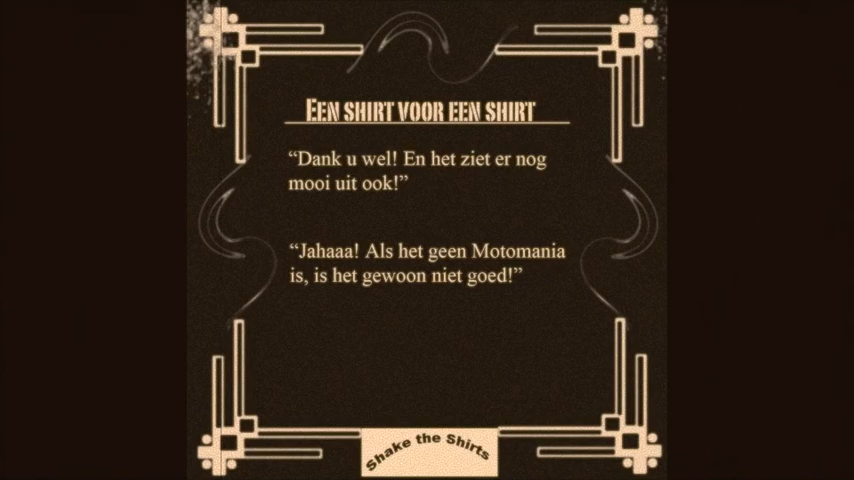 Een shirt voor een shirt
“Dank u wel! En het ziet er nog
mooi uit ook!”
“Jahaaa! Als het geen Motomania
is, is het gewoon niet goed!”
Shake the Shirts